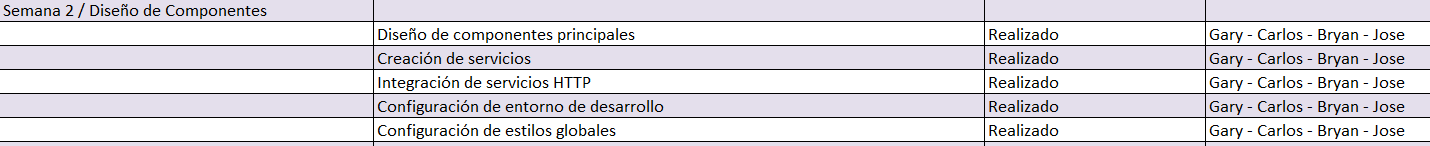 Semana 2 / Diseño de Componentes
Diseño de componentes principales Realizado Gary - Carlos - Bryan - Jose
Creación de servicios Realizado Gary - Carlos - Bryan - Jose
Integración de servicios HTTP Realizado Gary - Carlos - Bryan - Jose
Configuración de entorno de desarrollo Realizado Gary - Carlos - Bryan - Jose
Configuración de estilos globales Realizado Gary - Carlos - Bryan - Jose